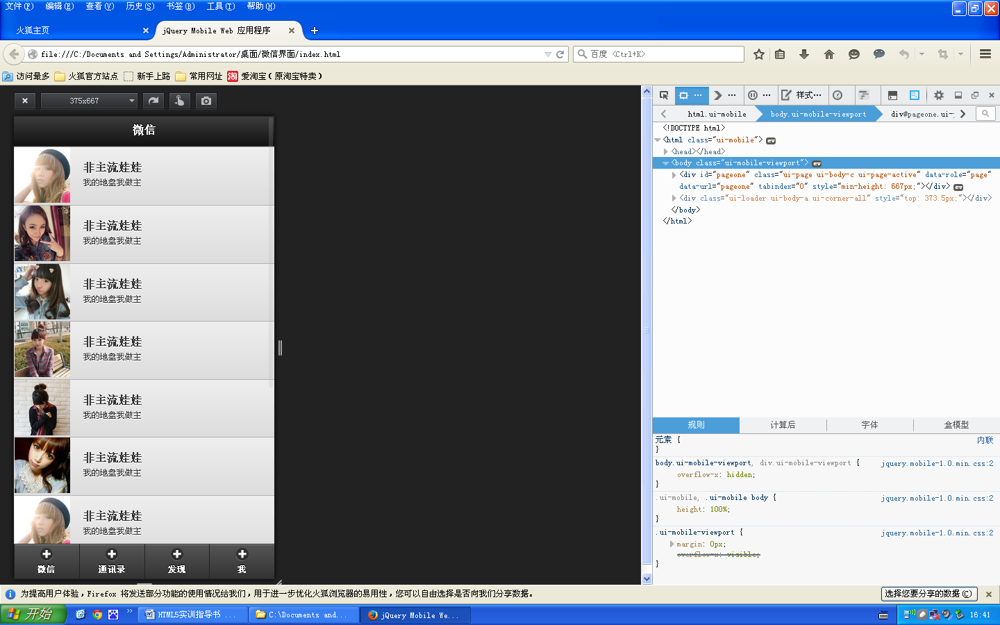 文件(F) 编辑(E) 查看(V) 历史(S) 书签(B) 工具(T) 帮助(H)
火狐主页
jQuery Mobile Web 应用程序
file:///C:/Documents and Settings/Administrator/桌面/微信界面/index.html
百度 <Ctrl+K>
访问最多 火狐官方站点 新手上路 常用网址 淘 爱淘宝（原淘宝特卖）
375x667
微信
非主流娃娃
我的地盘我做主
非主流娃娃
我的地盘我做主
非主流娃娃
我的地盘我做主
非主流娃娃
我的地盘我做主
非主流娃娃
我的地盘我做主
非主流娃娃
我的地盘我做主
非主流娃娃
我的地盘我做主
微信 通讯录 发现 我
样式…
html.ui-mobile body.ui-mobile-viewport div#pageone.ui-
<!DOCTYPE html>
<html class="ui-mobile"> ev
<head></head>
<body class="ui-mobile-viewport"> ev
<div id="pageone" class="ui-page ui-body-c ui-page-active" data-role="page"
data-url="pageone" tabindex="0" style="min-height: 667px;"></div> ev
<div class="ui-loader ui-body-a ui-corner-all" style="top: 373.5px;"></div>
</body>
</html>
规则 计算后 字体 盒模型
元素 { 内联
}
body.ui-mobile-viewport, div.ui-mobile-viewport { jquery.mobile-1.0.min.css:2
overflow-x: hidden;
}
.ui-mobile, .ui-mobile body { jquery.mobile-1.0.min.css:2
height: 100%;
}
.ui-mobile-viewport { jquery.mobile-1.0.min.css:2
margin: 0px;
overflow-x: visible;
}
为提高用户体验，Firefox 将发送部分功能的使用情况给我们，用于进一步优化火狐浏览器的易用性，您可以自由选择是否向我们分享数据。
选择您要分享的数据(C)
开始
HTML5实训指导书 ...
C:\Documents and...
jQuery Mobile We...
16:41